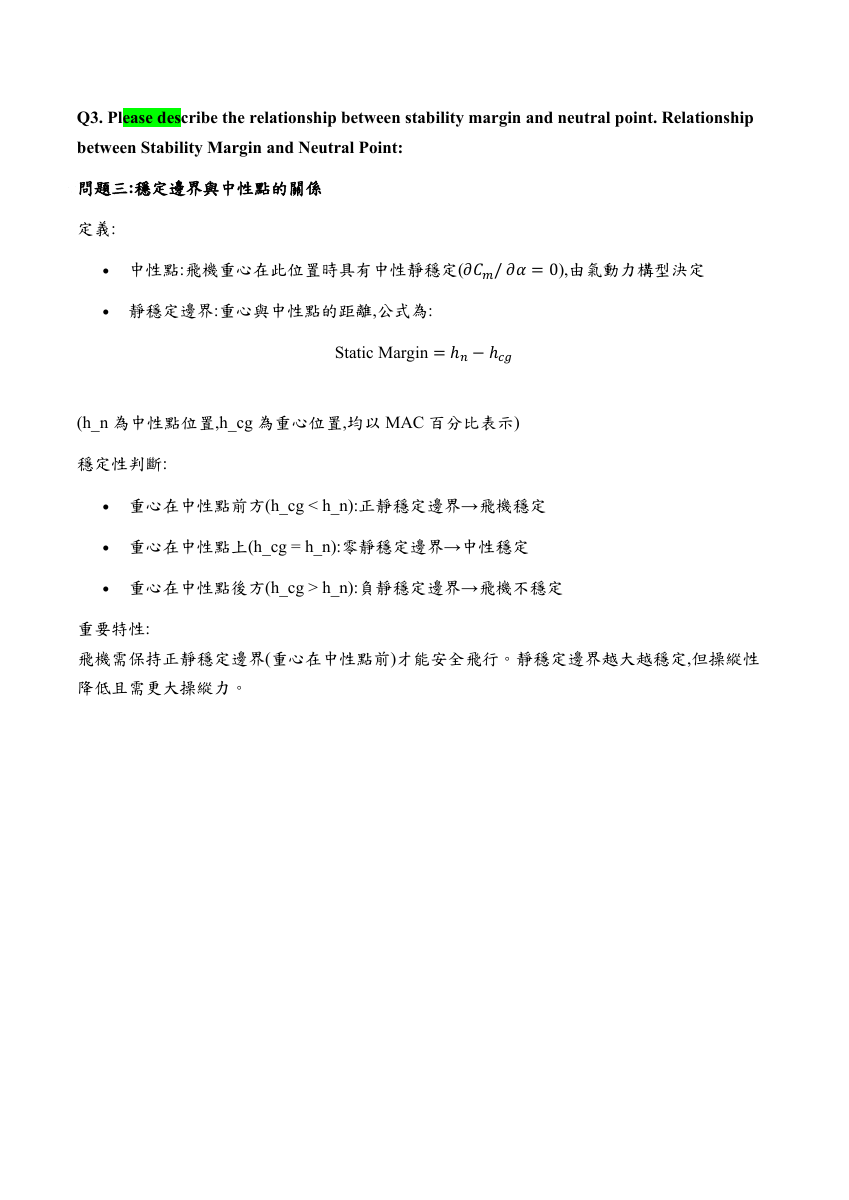 Q3. Please describe the relationship between stability margin and neutral point. Relationship
between Stability Margin and Neutral Point:
問題三:穩定邊界與中性點的關係
定義:
• 中性點:飛機重心在此位置時具有中性靜穩定(∂Cₘ/ ∂α = 0),由氣動力構型決定
• 靜穩定邊界:重心與中性點的距離,公式為:
Static Margin = hₙ − h_cg
(h_n 為中性點位置,h_cg 為重心位置,均以 MAC 百分比表示)
穩定性判斷:
• 重心在中性點前方(h_cg < h_n):正靜穩定邊界→飛機穩定
• 重心在中性點上(h_cg = h_n):零靜穩定邊界→中性穩定
• 重心在中性點後方(h_cg > h_n):負靜穩定邊界→飛機不穩定
重要特性:
飛機需保持正靜穩定邊界(重心在中性點前)才能安全飛行。靜穩定邊界越大越穩定,但操縱性
降低且需更大操縱力。